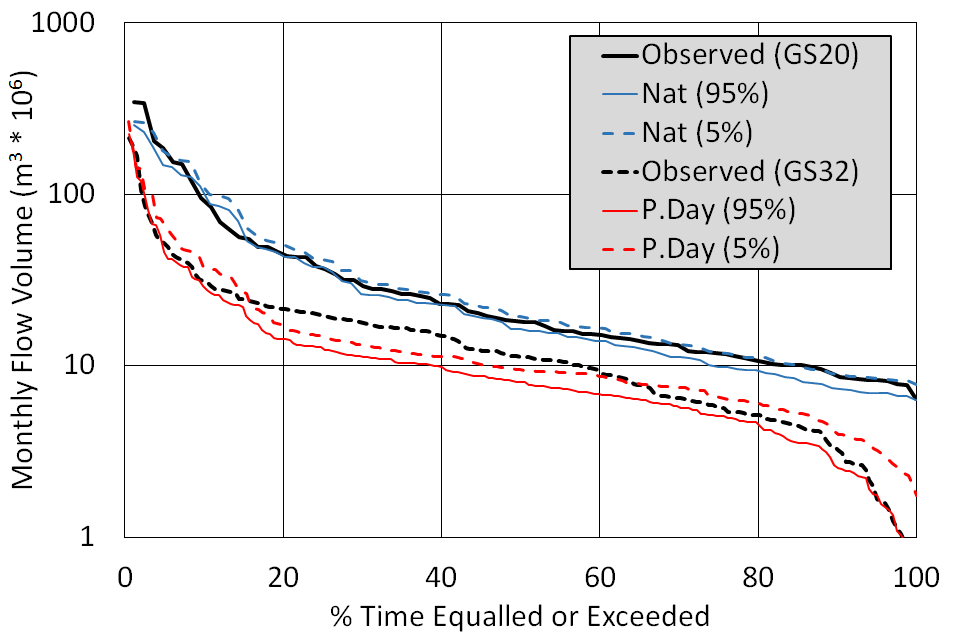 1000
100
10
1
Monthly Flow Volume (m³ * 10⁶)
Observed (GS20)
Nat (95%)
Nat (5%)
Observed (GS32)
P.Day (95%)
P.Day (5%)
0 20 40 60 80 100
% Time Equalled or Exceeded